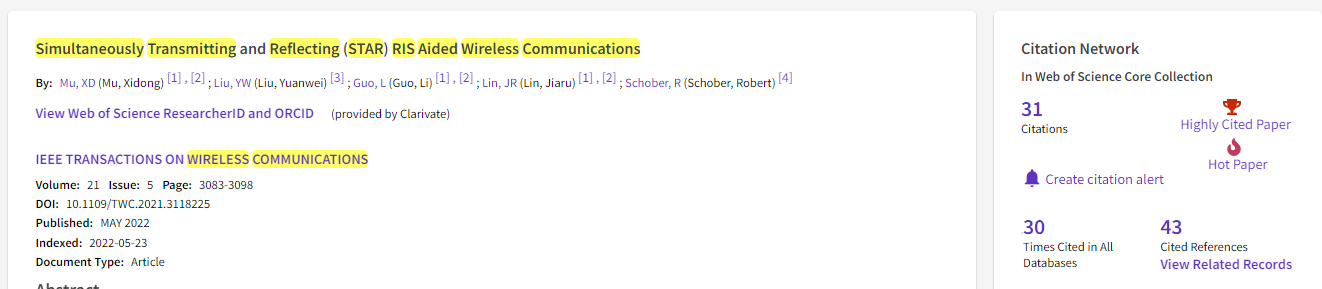 Simultaneously Transmitting and Reflecting (STAR) RIS Aided Wireless Communications
By: Mu, XD (Mu, Xidong) [1] , [2] ; Liu, YW (Liu, Yuanwei) [3] ; Guo, L (Guo, Li) [1] , [2] ; Lin, JR (Lin, Jiaru) [1] , [2] ; Schober, R (Schober, Robert) [4]
View Web of Science ResearcherID and ORCID (provided by Clarivate)
IEEE TRANSACTIONS ON WIRELESS COMMUNICATIONS
Volume: 21 Issue: 5 Page: 3083-3098
DOI: 10.1109/TWC.2021.3118225
Published: MAY 2022
Indexed: 2022-05-23
Document Type: Article
Abstract
Citation Network
In Web of Science Core Collection
31
Citations
Highly Cited Paper
Hot Paper
Create citation alert
30
Times Cited in All
Databases
43
Cited References
View Related Records